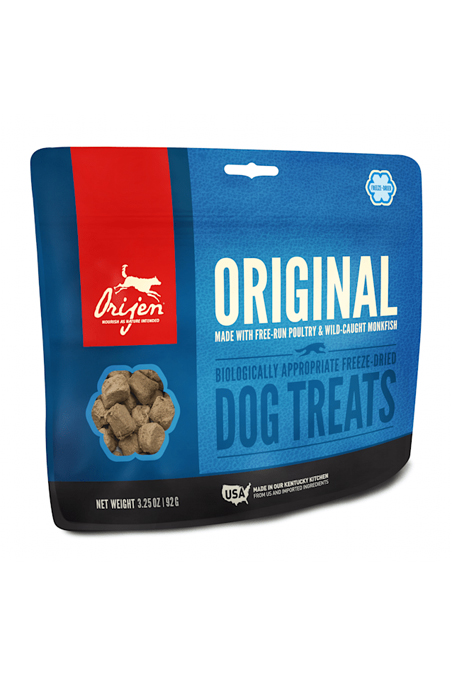 FREEZE-DRIED
Orijen
NOURISH AS NATURE INTENDED
ORIGINAL
MADE WITH FREE-RUN POULTRY & WILD-CAUGHT MONKFISH
BIOLOGICALLY APPROPRIATE FREEZE-DRIED
DOG TREATS
NET WEIGHT 3.25 OZ | 92 G
USA
MADE IN OUR KENTUCKY KITCHEN
FROM US AND IMPORTED INGREDIENTS